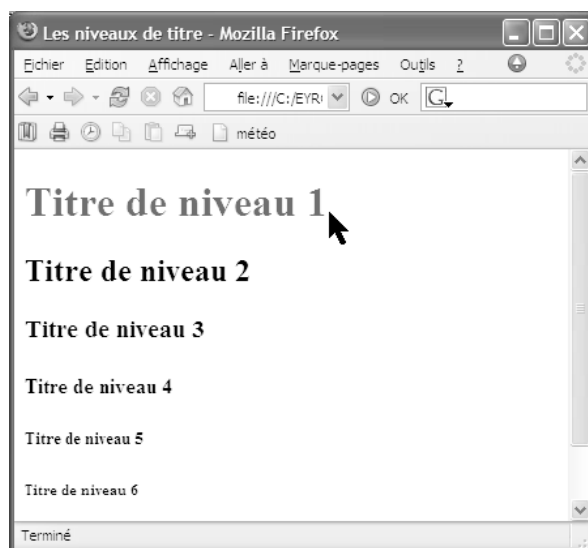 Les niveaux de titre - Mozilla Firefox
Fichier Edition Affichage Aller à Marque-pages Outils ?
file:///C:/EYR OK G
météo
Titre de niveau 1
Titre de niveau 2
Titre de niveau 3
Titre de niveau 4
Titre de niveau 5
Titre de niveau 6
Terminé